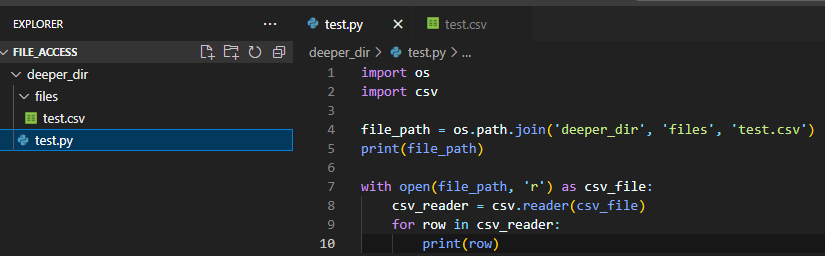 EXPLORER
FILE_ACCESS
deeper_dir
files
test.csv
test.py
test.py
test.csv
deeper_dir > test.py > ...
1 import os
2 import csv
3
4 file_path = os.path.join('deeper_dir', 'files', 'test.csv')
5 print(file_path)
6
7 with open(file_path, 'r') as csv_file:
8     csv_reader = csv.reader(csv_file)
9     for row in csv_reader:
10         print(row)